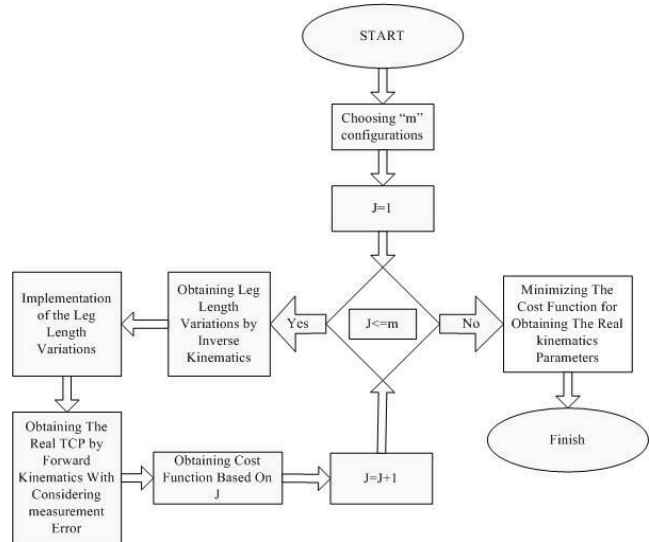 START
Choosing “m”
configurations
J=1
J<=m
Yes
No
Obtaining Leg
Length
Variations by
Inverse
Kinematics
Implementation
of the Leg
Length
Variations
Obtaining The
Real TCP by
Forward
Kinematics With
Considering
measurement
Error
Obtaining Cost
Function Based On
J
J=J+1
Minimizing The
Cost Function for
Obtaining The Real
kinematics
Parameters
Finish